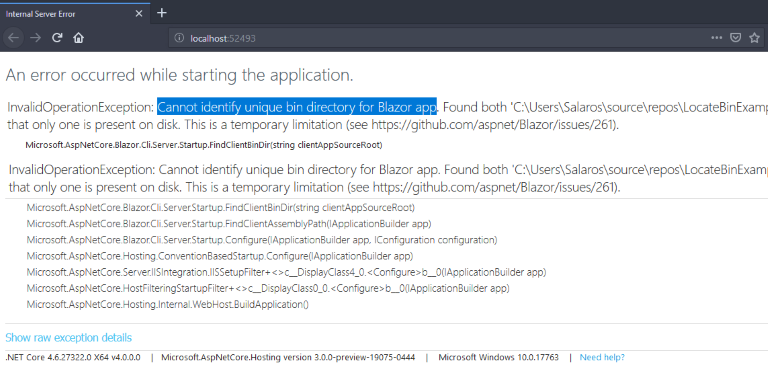 Internal Server Error
localhost:52493
An error occurred while starting the application.
InvalidOperationException: Cannot identify unique bin directory for Blazor app. Found both 'C:\Users\Salaros\source\repos\LocateBinExamp
that only one is present on disk. This is a temporary limitation (see https://github.com/aspnet/Blazor/issues/261).
Microsoft.AspNetCore.Blazor.Cli.Server.Startup.FindClientBinDir(string clientAppSourceRoot)
InvalidOperationException: Cannot identify unique bin directory for Blazor app. Found both 'C:\Users\Salaros\source\repos\LocateBinExamp
that only one is present on disk. This is a temporary limitation (see https://github.com/aspnet/Blazor/issues/261).
Microsoft.AspNetCore.Blazor.Cli.Server.Startup.FindClientBinDir(string clientAppSourceRoot)
Microsoft.AspNetCore.Blazor.Cli.Server.Startup.FindClientAssemblyPath(IApplicationBuilder app)
Microsoft.AspNetCore.Blazor.Cli.Server.Startup.Configure(IApplicationBuilder app, IConfiguration configuration)
Microsoft.AspNetCore.Hosting.ConventionBasedStartup.Configure(IApplicationBuilder app)
Microsoft.AspNetCore.Server.IISIntegration.IISSetupFilter+<>c__DisplayClass4_0.<Configure>b__0(IApplicationBuilder app)
Microsoft.AspNetCore.HostFilteringStartupFilter+<>c__DisplayClass0_0.<Configure>b__0(IApplicationBuilder app)
Microsoft.AspNetCore.Hosting.Internal.WebHost.BuildApplication()
Show raw exception details
.NET Core 4.6.27322.0 X64 v4.0.0.0 | Microsoft.AspNetCore.Hosting version 3.0.0-preview-19075-0444 | Microsoft Windows 10.0.17763 | Need help?